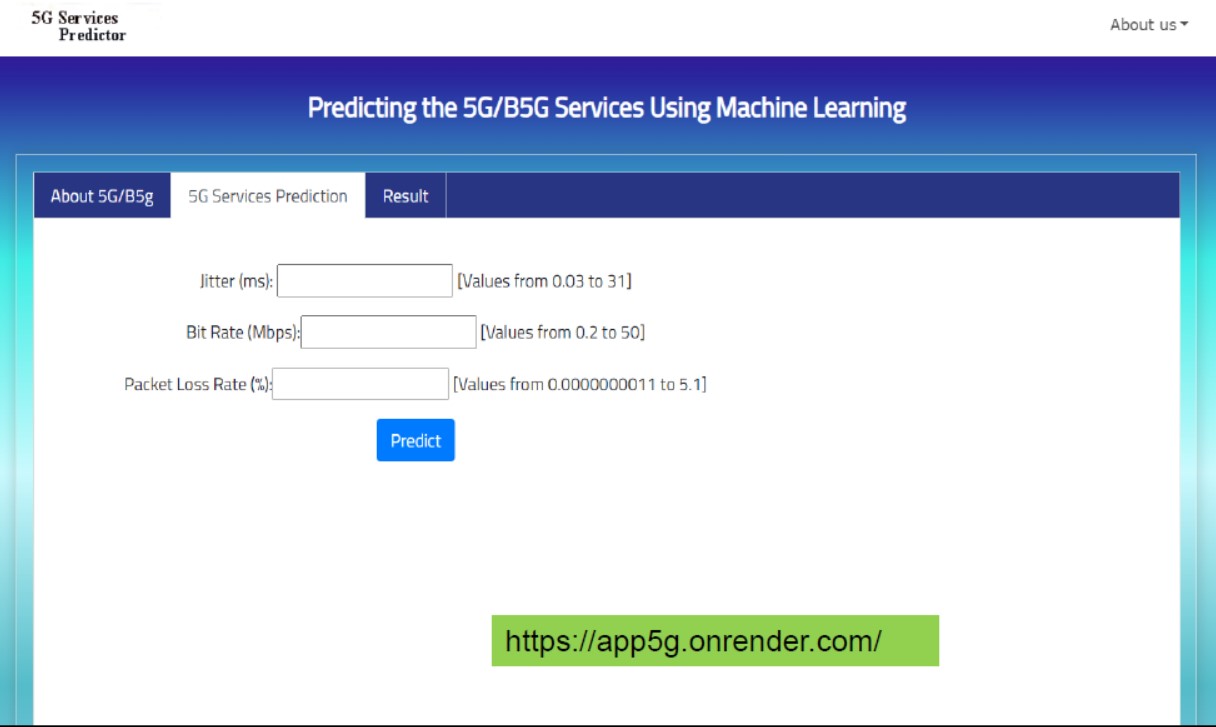 5G Services
Predictor
About us
Predicting the 5G/B5G Services Using Machine Learning
About 5G/B5g
5G Services Prediction
Result
Jitter (ms): [Values from 0.03 to 31]
Bit Rate (Mbps): [Values from 0.2 to 50]
Packet Loss Rate (%): [Values from 0.0000000011 to 5.1]
Predict
https://app5g.onrender.com/